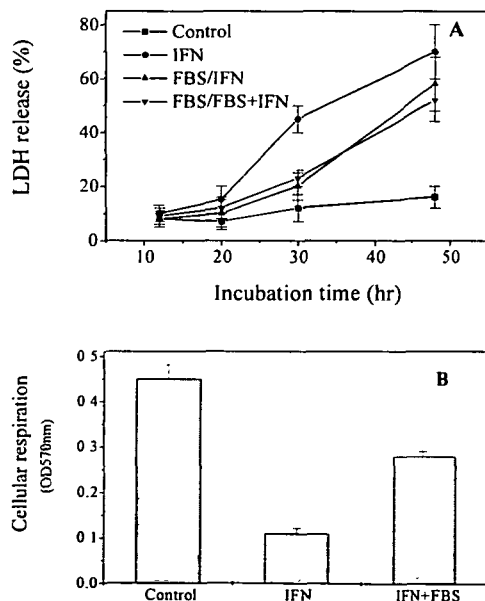 A
Control
IFN
FBS/IFN
FBS/FBS+IFN
LDH release (%)
80
60
40
20
0
10 20 30 40 50
Incubation time (hr)
B
Cellular respiration
(OD570nm)
0 5
0 4
0 3
0 2
0 1
0 0
Control IFN IFN+FBS